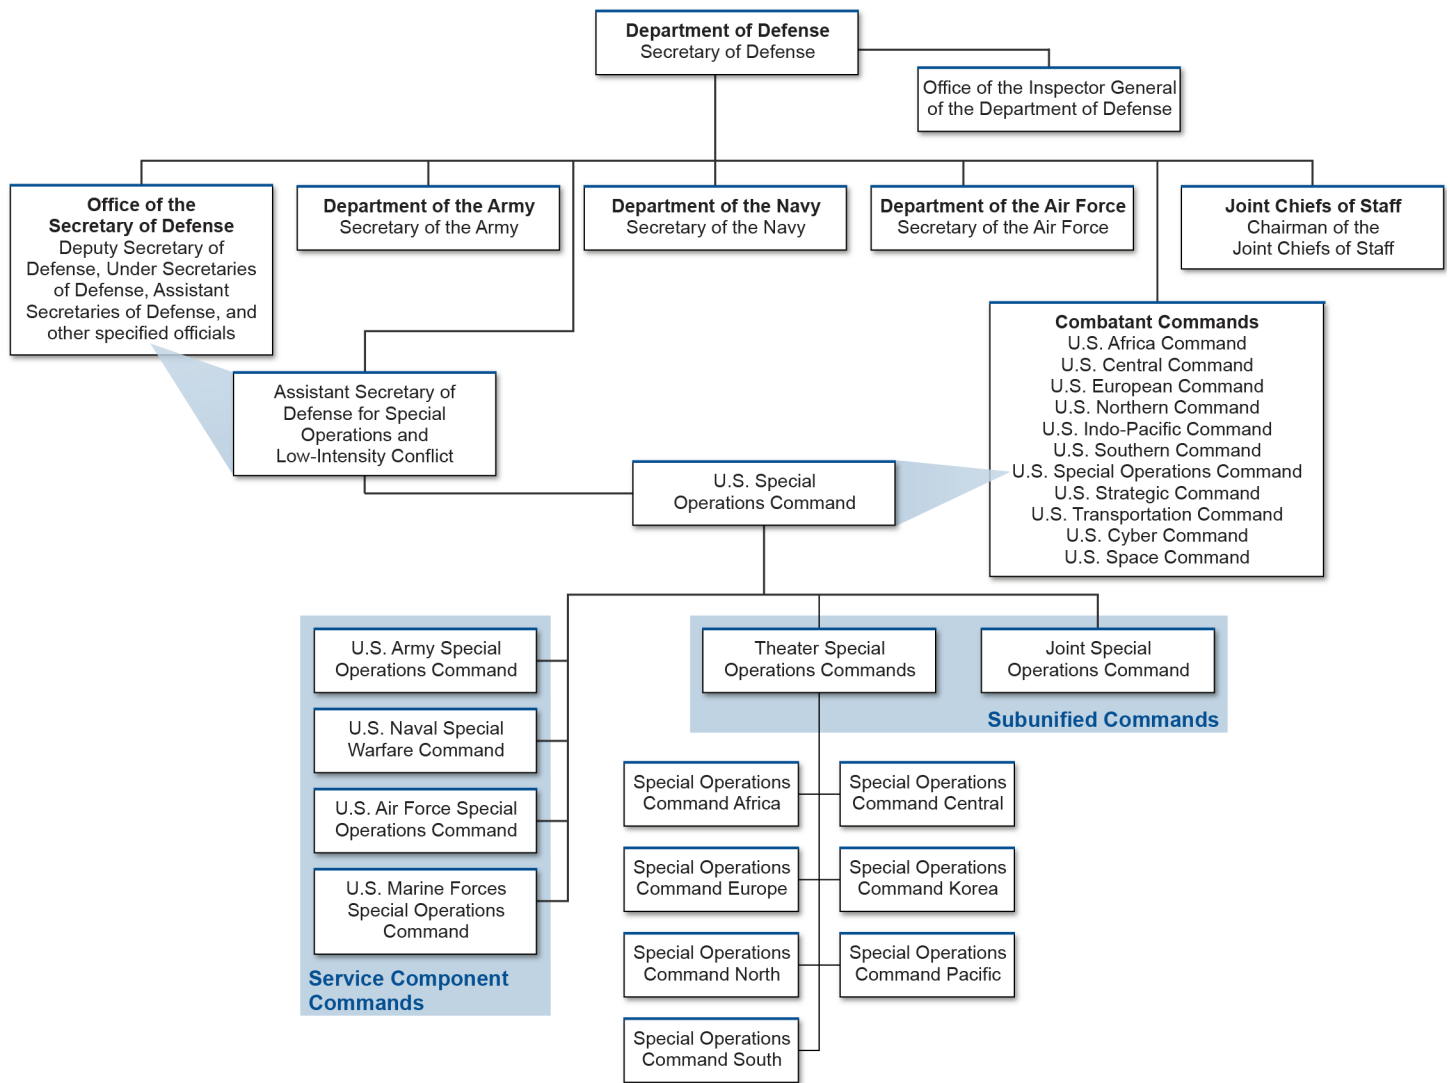 Department of Defense
Secretary of Defense
Office of the Inspector General
of the Department of Defense
Office of the
Secretary of Defense
Deputy Secretary of
Defense, Under Secretaries
of Defense, Assistant
Secretaries of Defense, and
other specified officials
Department of the Army
Secretary of the Army
Department of the Navy
Secretary of the Navy
Department of the Air Force
Secretary of the Air Force
Joint Chiefs of Staff
Chairman of the
Joint Chiefs of Staff
Combatant Commands
U.S. Africa Command
U.S. Central Command
U.S. European Command
U.S. Northern Command
U.S. Indo-Pacific Command
U.S. Southern Command
U.S. Special Operations Command
U.S. Strategic Command
U.S. Transportation Command
U.S. Cyber Command
U.S. Space Command
Assistant Secretary of
Defense for Special
Operations and
Low-Intensity Conflict
U.S. Special
Operations Command
U.S. Army Special
Operations Command
U.S. Naval Special
Warfare Command
U.S. Air Force Special
Operations Command
U.S. Marine Forces
Special Operations
Command
Service Component
Commands
Theater Special
Operations Commands
Joint Special
Operations Command
Subunified Commands
Special Operations
Command Africa
Special Operations
Command Central
Special Operations
Command Europe
Special Operations
Command Korea
Special Operations
Command North
Special Operations
Command Pacific
Special Operations
Command South